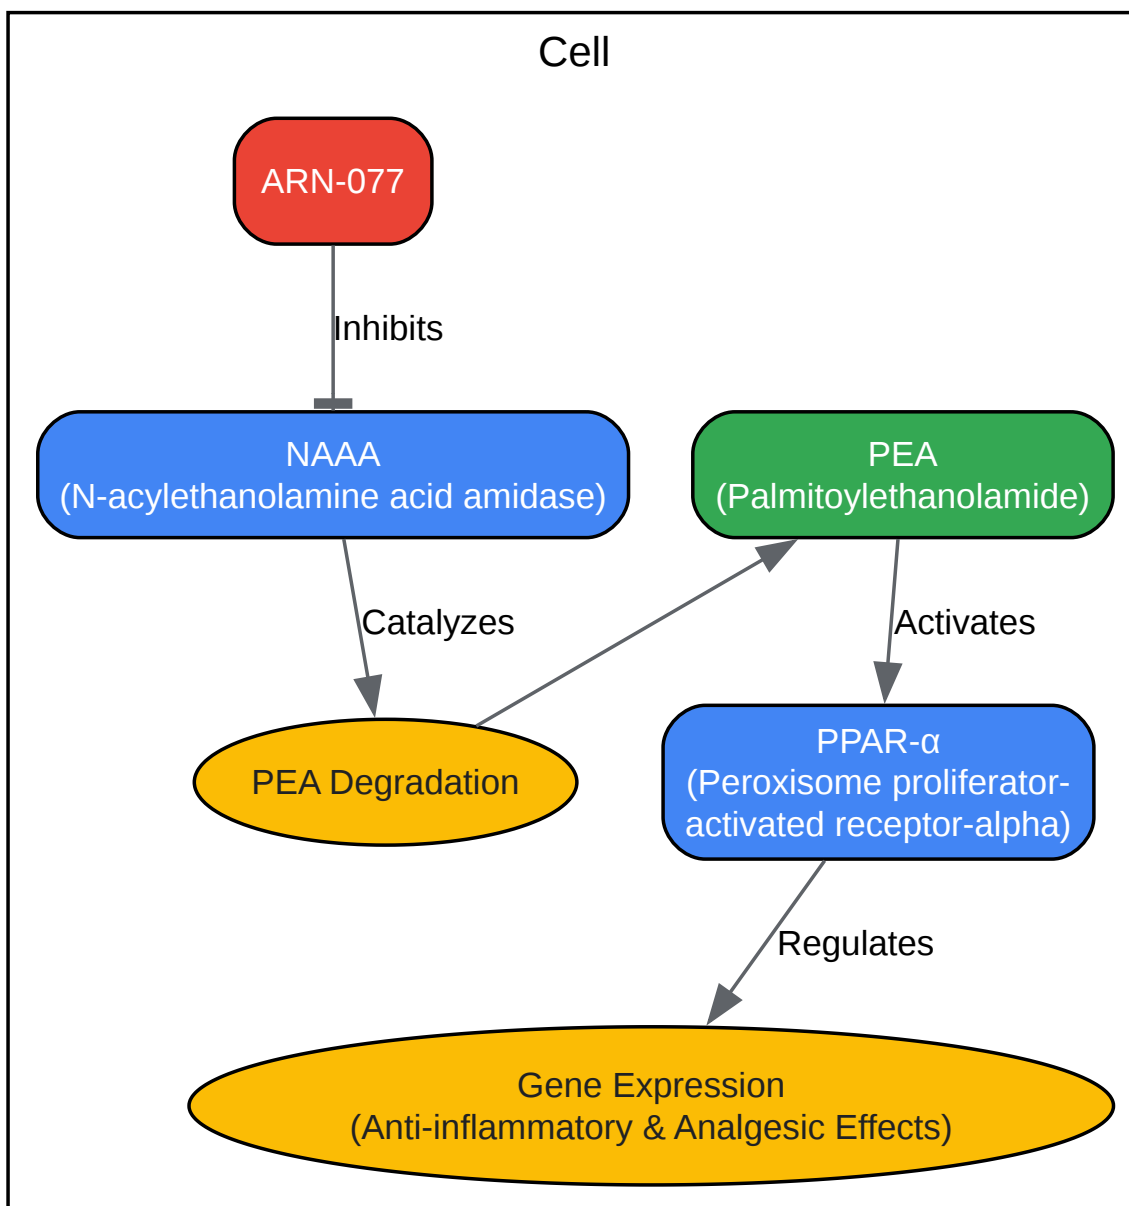 Cell
ARN-077
Inhibits
NAAA
(N-acylethanolamine acid amidase)
PEA
(Palmitoylethanolamide)
Catalyzes
Activates
PEA Degradation
PPAR-α
(Peroxisome proliferator-
activated receptor-alpha)
Regulates
Gene Expression
(Anti-inflammatory & Analgesic Effects)